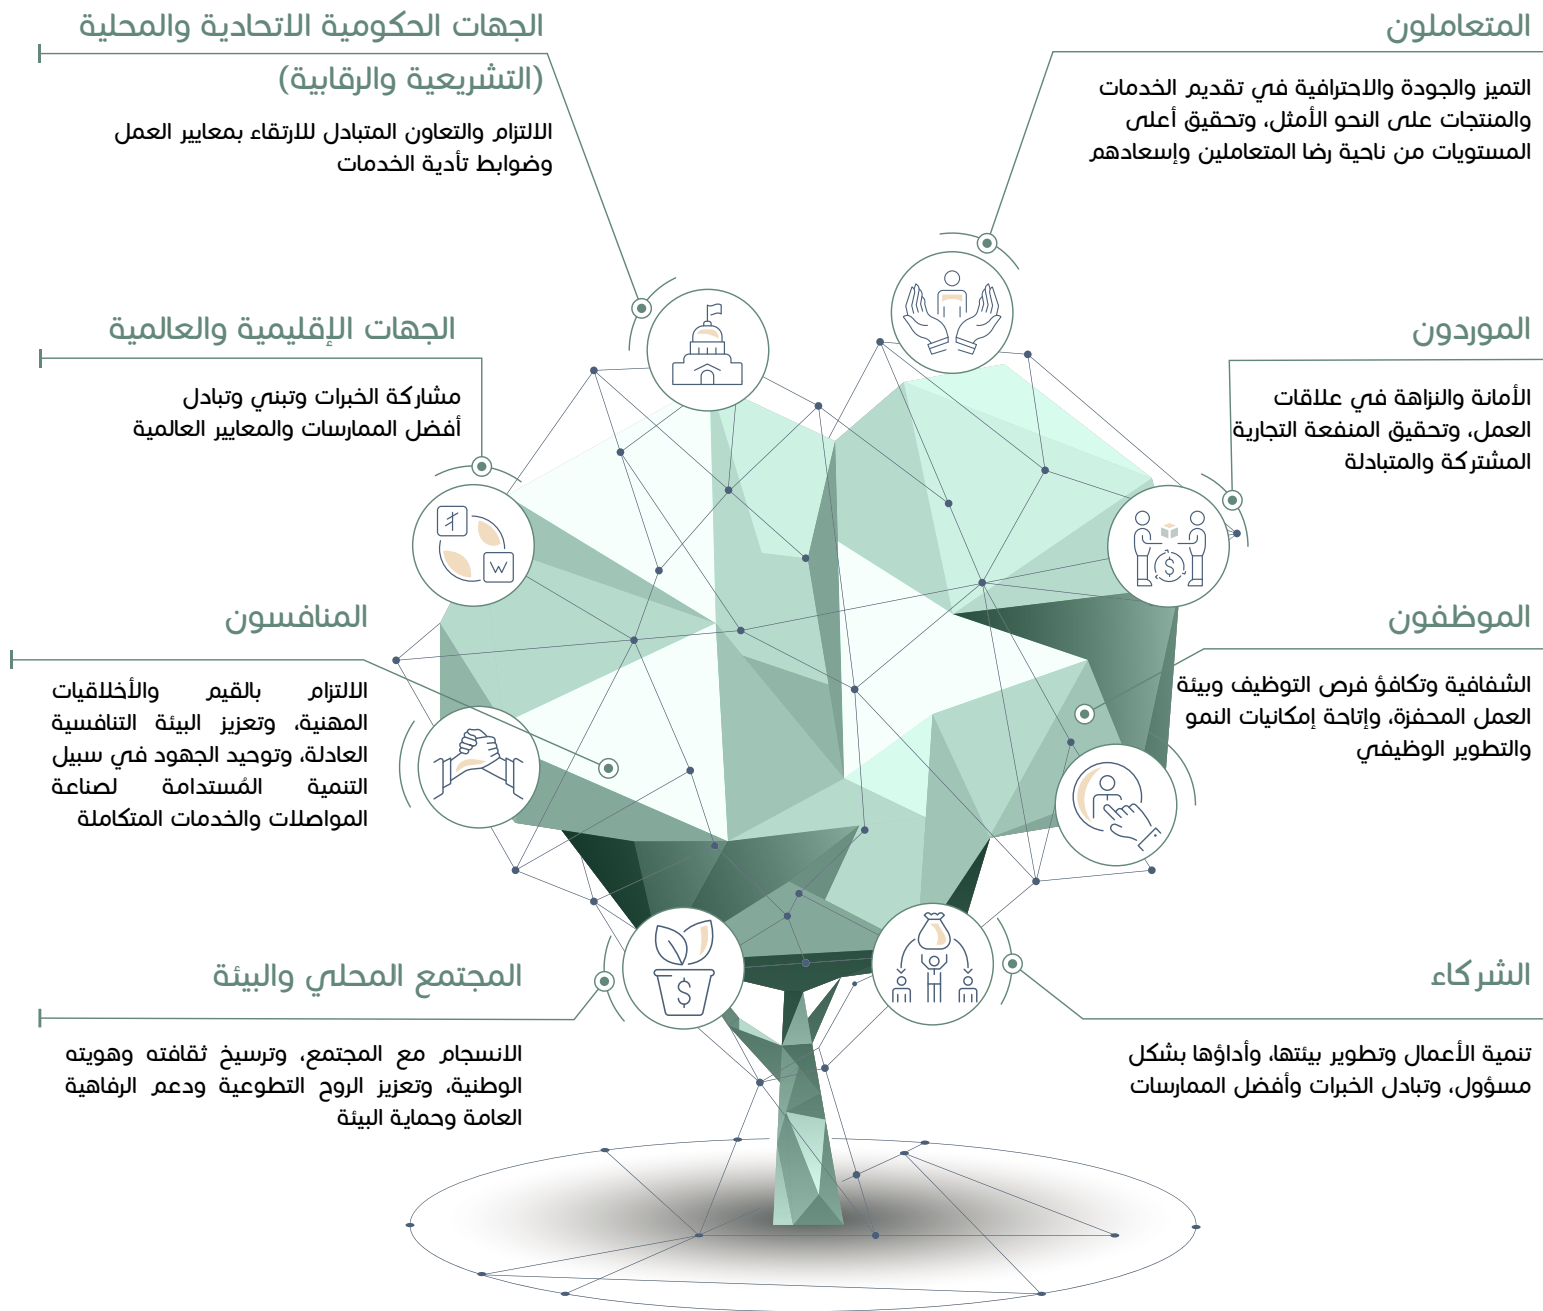 المتعاملون
التميز والجودة والاحترافية في تقديم الخدمات
والمنتجات على النحو الأمثل، وتحقيق أعلى
المستويات من ناحية رضا المتعاملين وإسعادهم
الموردون
الأمانة والنزاهة في علاقات
العمل، وتحقيق المنفعة التجارية
المشتركة والمتبادلة
الموظفون
الشفافية وتكافؤ فرص التوظيف وبيئة
العمل المحفزة، وإتاحة إمكانيات النمو
والتطوير الوظيفي
الشركاء
تنمية الأعمال وتطوير بيئتها، وأداؤها بشكل
مسؤول، وتبادل الخبرات وأفضل الممارسات
الجهات الحكومية الاتحادية والمحلية
(التشريعية والرقابية)
الالتزام والتعاون المتبادل للارتقاء بمعايير العمل
وضوابط تأدية الخدمات
الجهات الإقليمية والعالمية
مشاركة الخبرات وتبني وتبادل
أفضل الممارسات والمعايير العالمية
المنافسون
الالتزام بالقيم والأخلاقيات
المهنية، وتعزيز البيئة التنافسية
العادلة، وتوحيد الجهود في سبيل
التنمية المُستدامة لصناعة
المواصلات والخدمات المتكاملة
المجتمع المحلي والبيئة
الانسجام مع المجتمع، وترسيخ ثقافته وهويته
الوطنية، وتعزيز الروح التطوعية ودعم الرفاهية
العامة وحماية البيئة
$
$
W